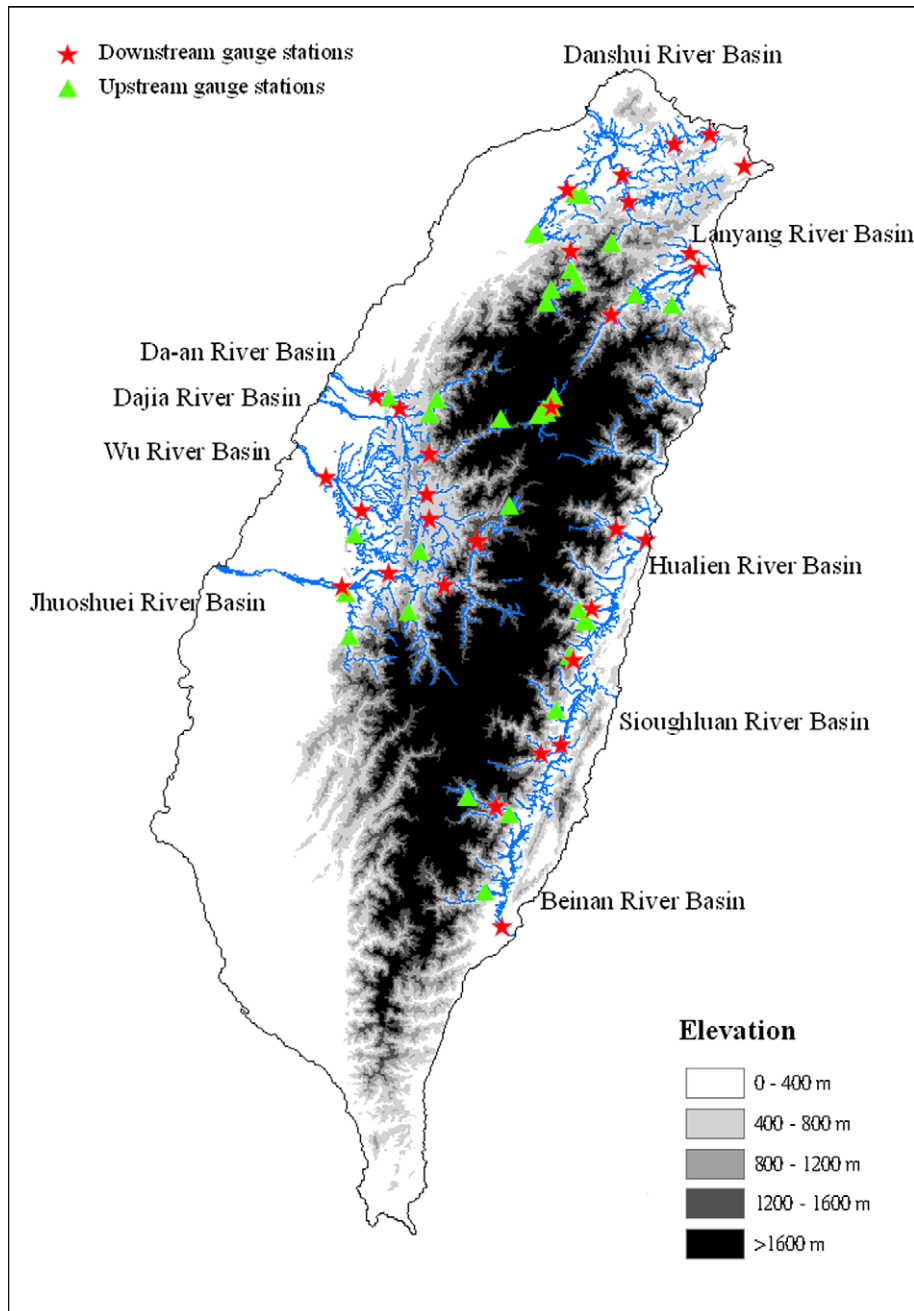 Downstream gauge stations
Upstream gauge stations
Danshui River Basin
Lanyang River Basin
Da-an River Basin
Dajia River Basin
Wu River Basin
Hualien River Basin
Jhuoshuei River Basin
Sioughluan River Basin
Beinan River Basin
Elevation
0 - 400 m
400 - 800 m
800 - 1200 m
1200 - 1600 m
>1600 m